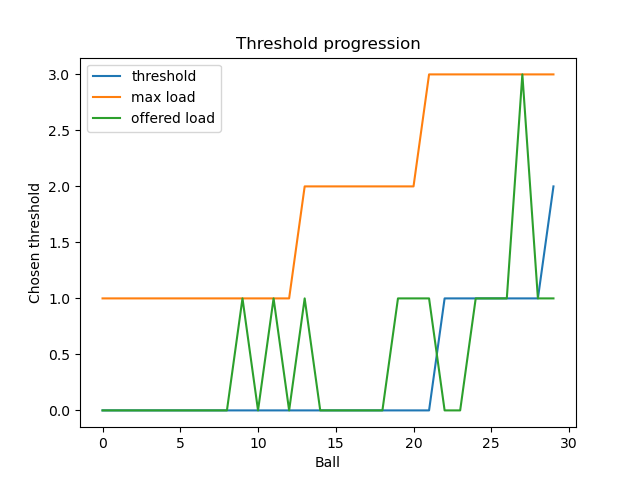 Threshold progression
threshold
max load
offered load
Chosen threshold
3.0
2.5
2.0
1.5
1.0
0.5
0.0
0 5 10 15 20 25 30
Ball